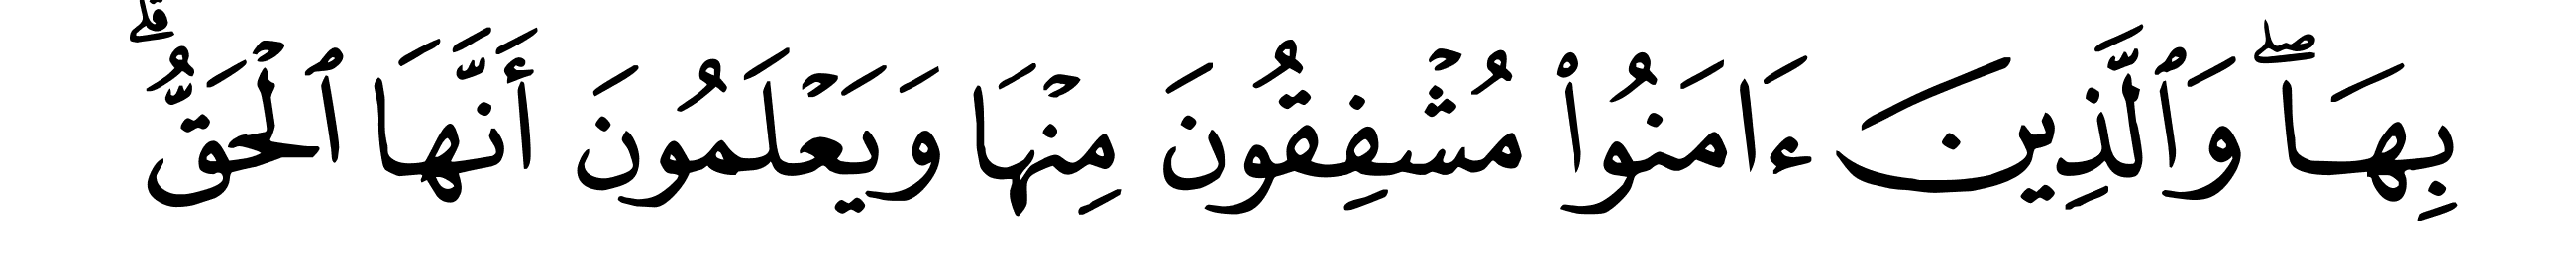 بِهَاۖ وَٱلَّذِينَ ءَامَنُواْ مُشۡفِقُونَ مِنۡهَا وَيَعۡلَمُونَ أَنَّهَا ٱلۡحَقُّۗ